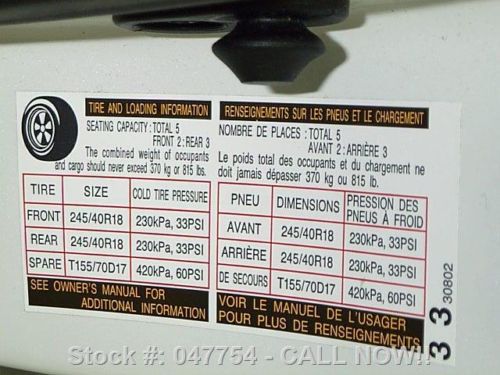 TIRE AND LOADING INFORMATION
SEATING CAPACITY : TOTAL 5
FRONT 2 : REAR 3
The combined weight of occupants
and cargo should never exceed 370 kg or 815 lb.
TIRE SIZE COLD TIRE PRESSURE
FRONT 245/40R18 230kPa, 33PSI
REAR 245/40R18 230kPa, 33PSI
SPARE T155/70D17 420kPa, 60PSI
SEE OWNER'S MANUAL FOR
ADDITIONAL INFORMATION
RENSEIGNEMENTS SUR LES PNEUS ET LE CHARGEMENT
NOMBRE DE PLACES : TOTAL 5
AVANT 2 : ARRIÈRE 3
Le poids total des occupants et du chargement ne
doit jamais dépasser 370 kg ou 815 lb.
PNEU DIMENSIONS PRESSION DES
PNEUS À FROID
AVANT 245/40R18 230kPa, 33PSI
ARRIÈRE 245/40R18 230kPa, 33PSI
DE SECOURS T155/70D17 420kPa, 60PSI
VOIR LE MANUEL DE L'USAGER
POUR PLUS DE RENSEIGNEMENTS
3 3 30802
Stock #: 047754 - CALL NOW!!